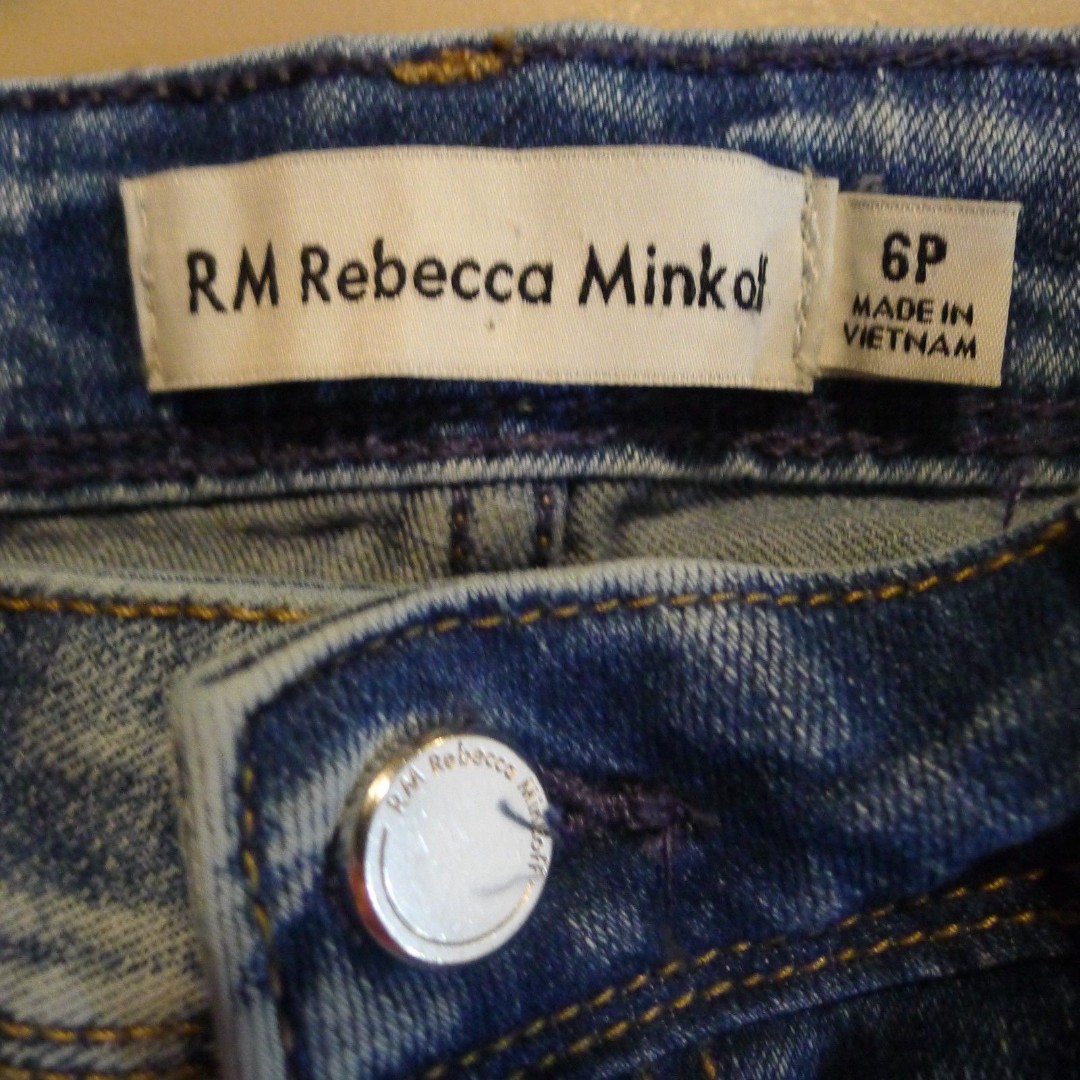 RM Rebecca Minkoff
6P
MADE IN
VIETNAM
RM Rebecca Minkoff